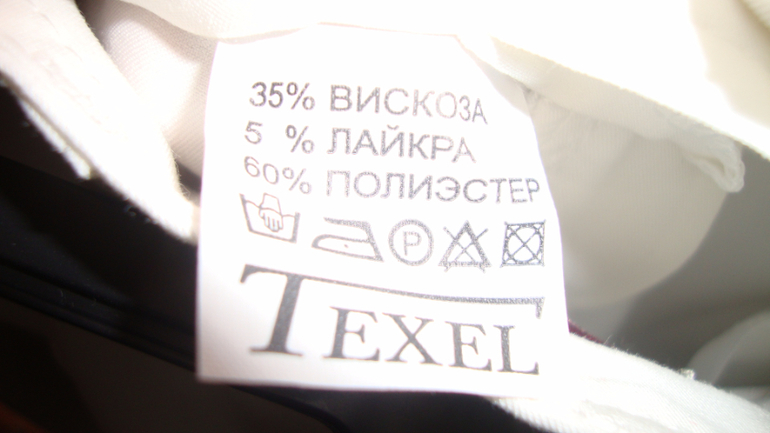 35% ВИСКОЗА
5 % ЛАЙКРА
60% ПОЛИЭСТЕР
P
TEXEL